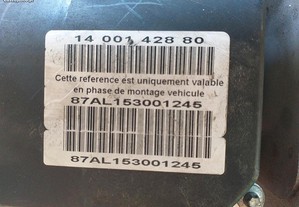 14 001 428 80
Cette reference est uniquement valable
en phase de montage vehicule
87AL153001245
87AL153001245